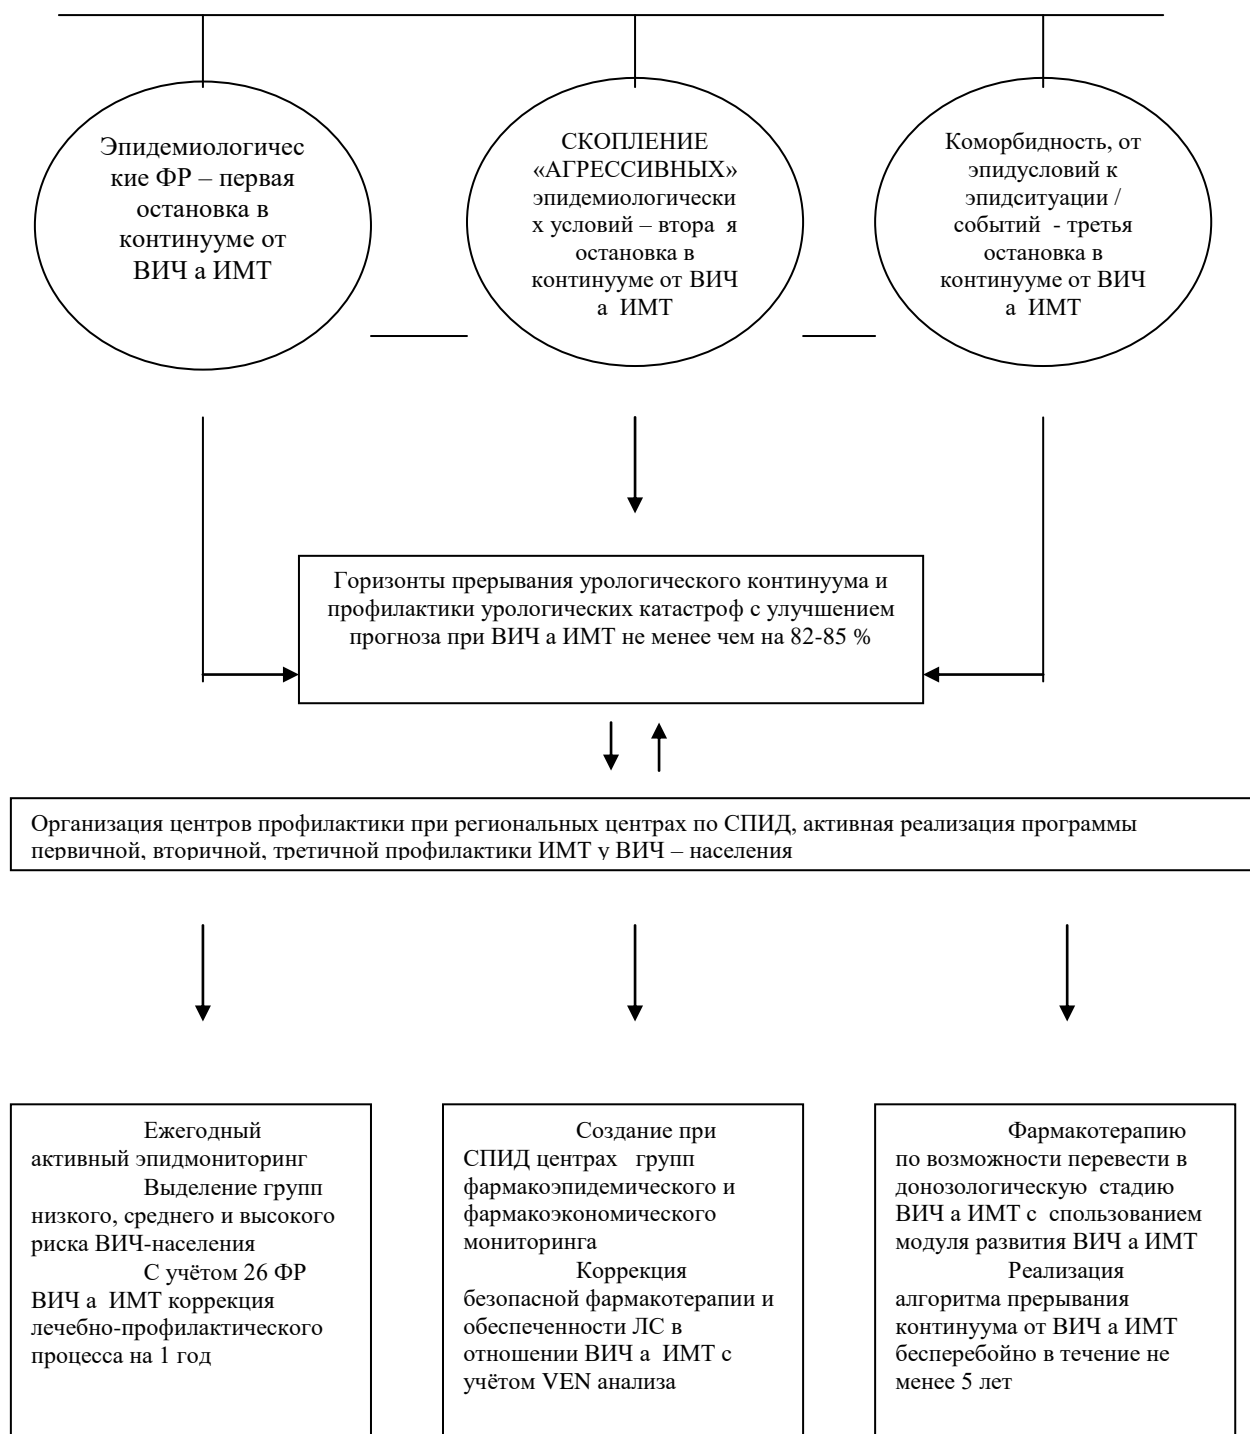 Эпидемиологичес
кие ФР – первая
остановка в
континууме от
ВИЧ а ИМТ
СКОПЛЕНИЕ
«АГРЕССИВНЫХ»
эпидемиологически
х условий – втора я
остановка в
континууме от ВИЧ
а ИМТ
Коморбидность, от
эпидусловий к
эпидситуации /
событий - третья
остановка в
континууме от ВИЧ
а ИМТ
Горизонты прерывания урологического континуума и
профилактики урологических катастроф с улучшением
прогноза при ВИЧ а ИМТ не менее чем на 82-85 %
Организация центров профилактики при региональных центрах по СПИД, активная реализация программы
первичной, вторичной, третичной профилактики ИМТ у ВИЧ – населения
Ежегодный
активный эпидмониторинг
Выделение групп
низкого, среднего и высокого
риска ВИЧ-населения
С учётом 26 ФР
ВИЧ а ИМТ коррекция
лечебно-профилактического
процесса на 1 год
Создание при
СПИД центрах групп
фармакоэпидемического и
фармакоэкономического
мониторинга
Коррекция
безопасной фармакотерапии и
обеспеченности ЛС в
отношении ВИЧ а ИМТ с
учётом VEN анализа
Фармакотерапию
по возможности перевести в
донозологическую стадию
ВИЧ а ИМТ с спользованием
модуля развития ВИЧ а ИМТ
Реализация
алгоритма прерывания
континуума от ВИЧ а ИМТ
бесперебойно в течение не
менее 5 лет